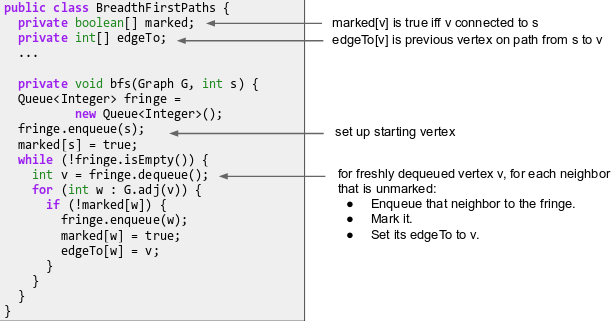 public class BreadthFirstPaths {
  private boolean[] marked;
  private int[] edgeTo;
  ...

  private void bfs(Graph G, int s) {
  Queue<Integer> fringe =
          new Queue<Integer>();
  fringe.enqueue(s);
  marked[s] = true;
  while (!fringe.isEmpty()) {
    int v = fringe.dequeue();
    for (int w : G.adj(v)) {
      if (!marked[w]) {
        fringe.enqueue(w);
        marked[w] = true;
        edgeTo[w] = v;
      }
    }
  }
}
marked[v] is true iff v connected to s
edgeTo[v] is previous vertex on path from s to v
set up starting vertex
for freshly dequeued vertex v, for each neighbor
that is unmarked:
● Enqueue that neighbor to the fringe.
● Mark it.
● Set its edgeTo to v.